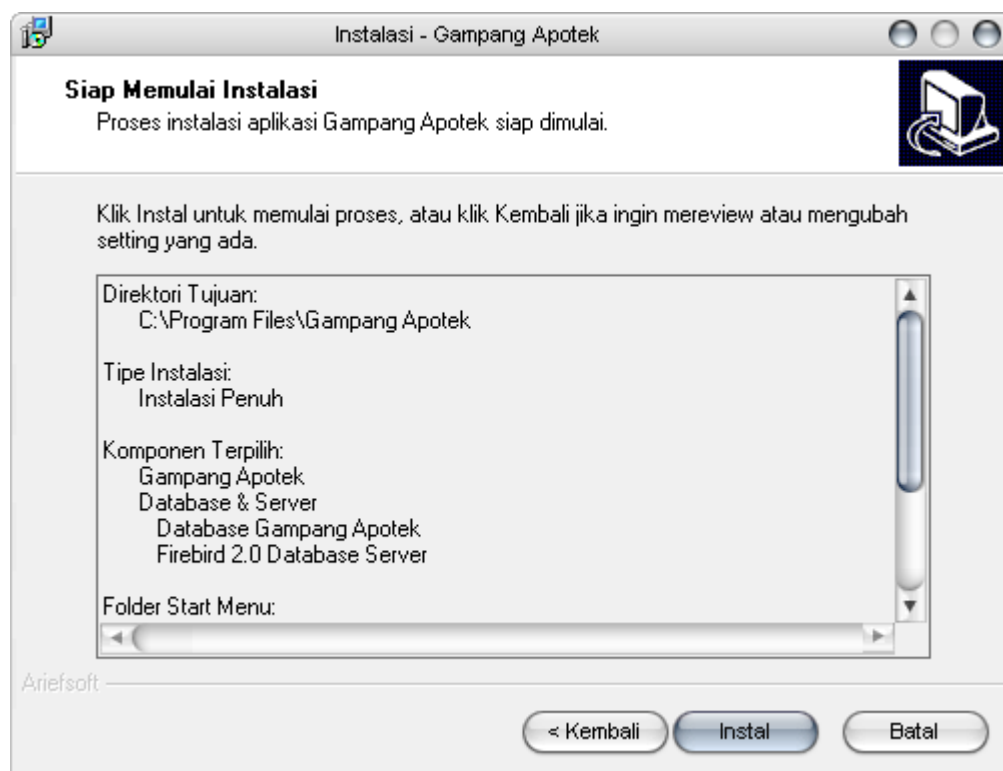 Instalasi - Gampang Apotek
Siap Memulai Instalasi
Proses instalasi aplikasi Gampang Apotek siap dimulai.
Klik Instal untuk memulai proses, atau klik Kembali jika ingin mereview atau mengubah
setting yang ada.
Direktori Tujuan:
C:\Program Files\Gampang Apotek
Tipe Instalasi:
Instalasi Penuh
Komponen Terpilih:
Gampang Apotek
Database & Server
Database Gampang Apotek
Firebird 2.0 Database Server
Folder Start Menu:
Ariefsoft
< Kembali
Instal
Batal